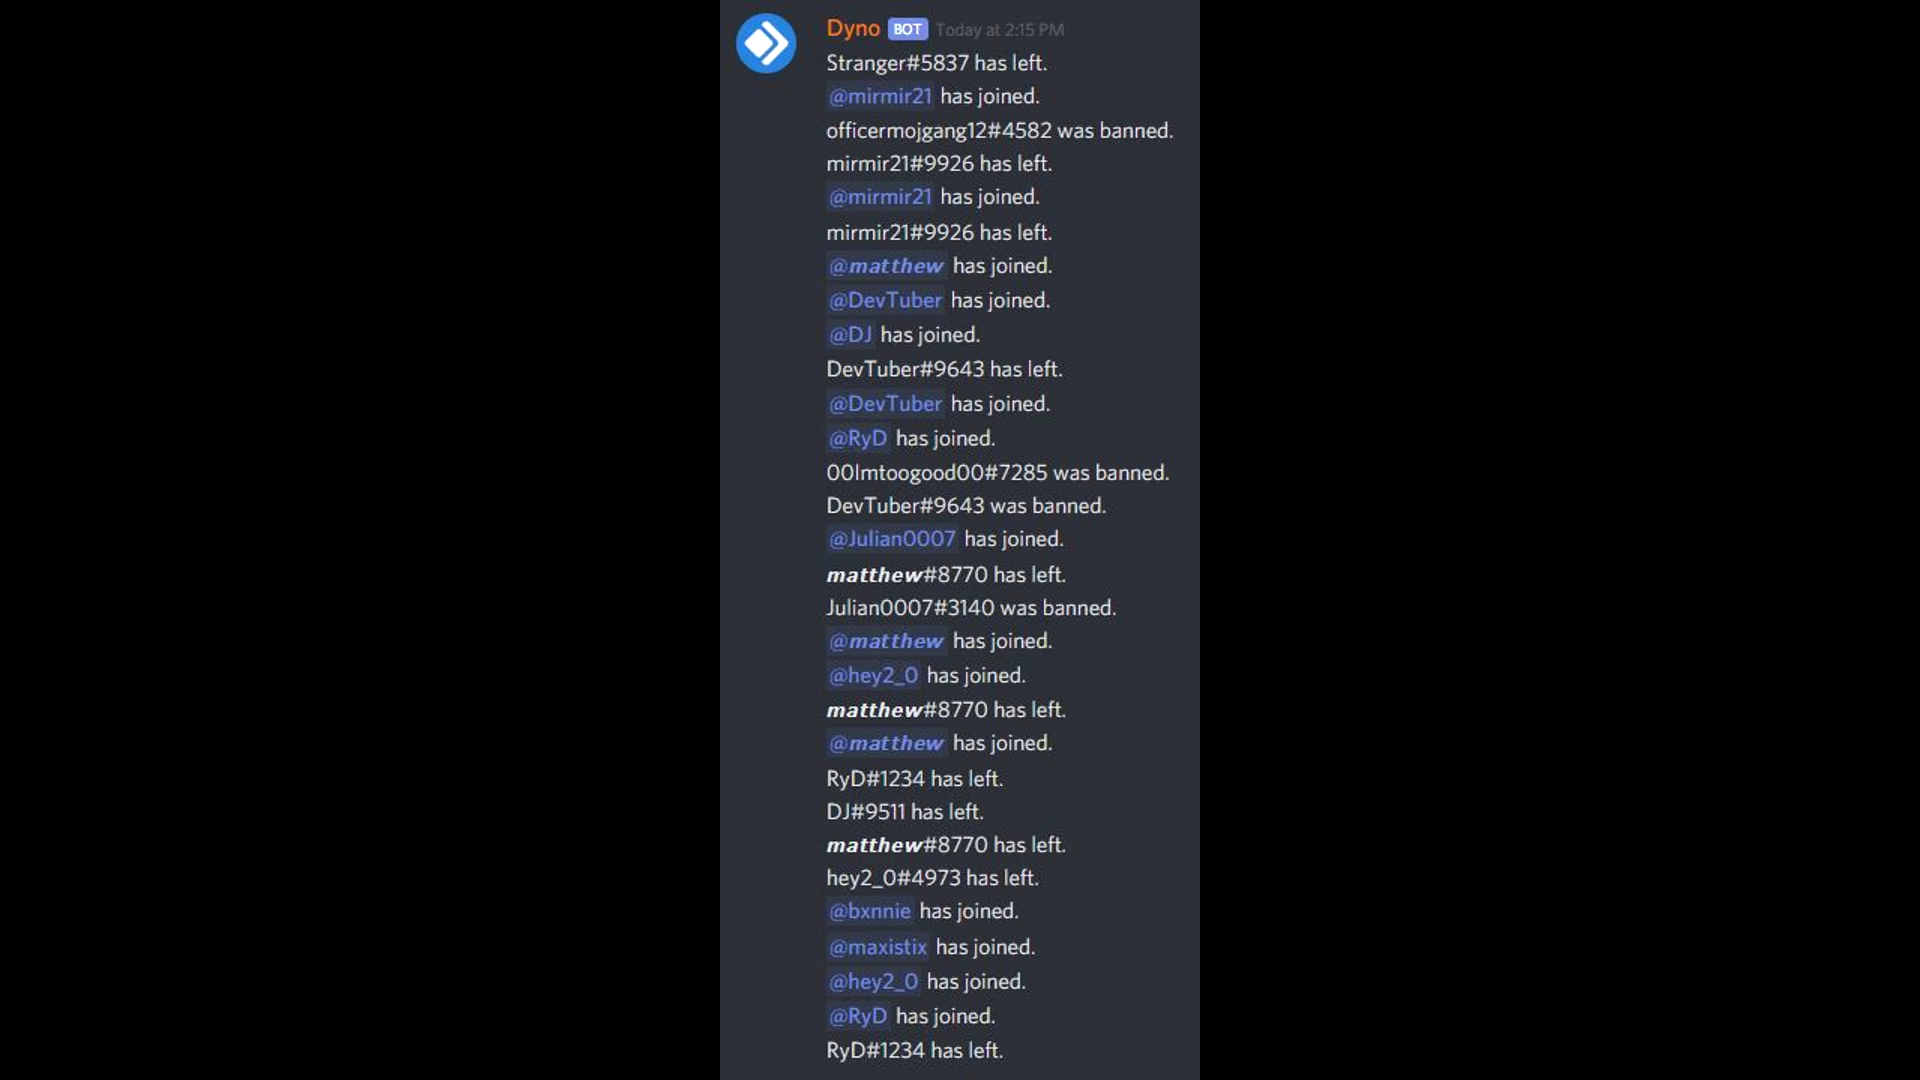 Dyno BOT Today at 2:15 PM
Stranger#5837 has left.
@mirmir21 has joined.
officermojgang12#4582 was banned.
mirmir21#9926 has left.
@mirmir21 has joined.
mirmir21#9926 has left.
@matthew has joined.
@DevTuber has joined.
@DJ has joined.
DevTuber#9643 has left.
@DevTuber has joined.
@RyD has joined.
00Imtoogood00#7285 was banned.
DevTuber#9643 was banned.
@Julian0007 has joined.
matthew#8770 has left.
Julian0007#3140 was banned.
@matthew has joined.
@hey2_0 has joined.
matthew#8770 has left.
@matthew has joined.
RyD#1234 has left.
DJ#9511 has left.
matthew#8770 has left.
hey2_0#4973 has left.
@bxnnie has joined.
@maxistix has joined.
@hey2_0 has joined.
@RyD has joined.
RyD#1234 has left.